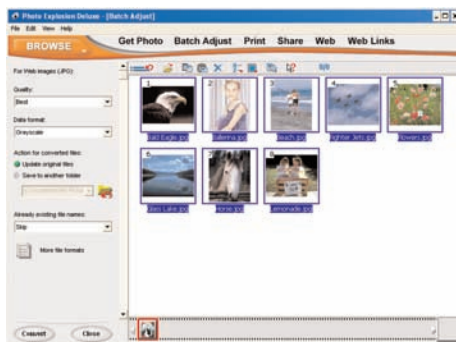 Photo Explosion Deluxe - [Batch Adjust]
File Edit View Help
BROWSE
Get Photo Batch Adjust Print Share Web Web Links
For Web images (JPG):
Quality:
Best
Data format:
Grayscale
Action for converted files:
Update original files
Save to another folder
Already existing file names:
Skip
More file formats
Convert Close
1 2 3 4 5
Bald Eagle.jpg Ballerina.jpg Beach.jpg Fighter Jets.jpg Flowers.jpg
6
Glass Lake.jpg Horse.jpg Lemonade.jpg